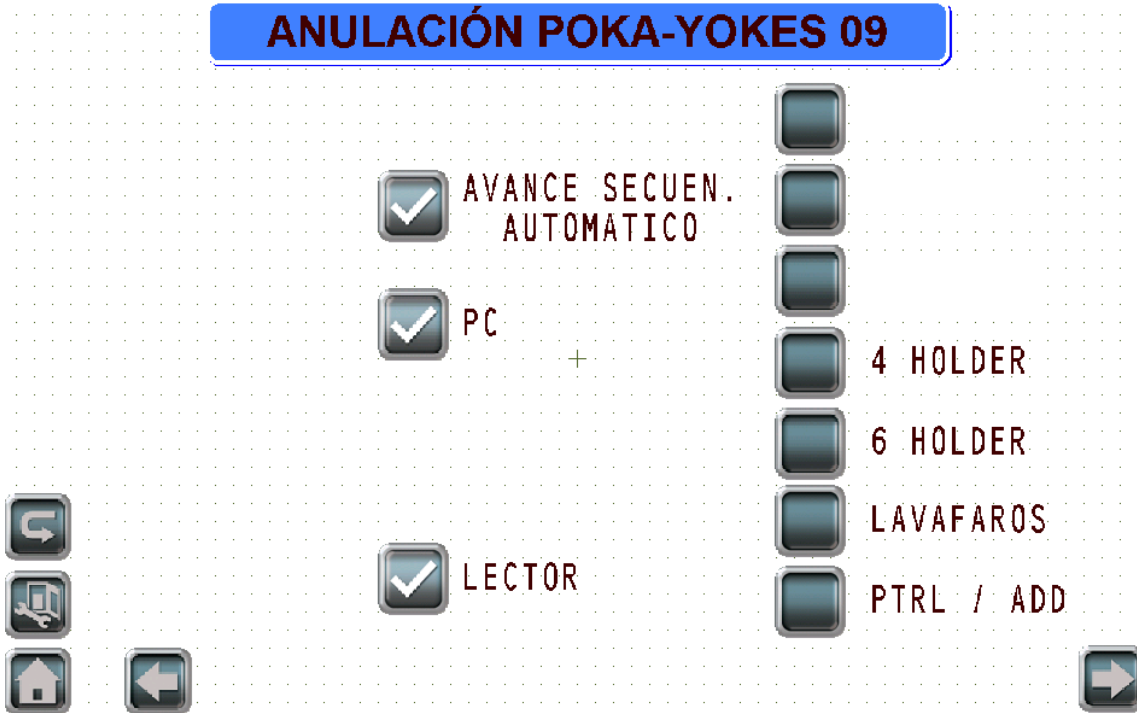 ANULACIÓN POKA-YOKES 09
AVANCE SECUEN.
AUTOMATICO
PC
LECTOR
4 HOLDER
6 HOLDER
LAVAFAROS
PTRL / ADD